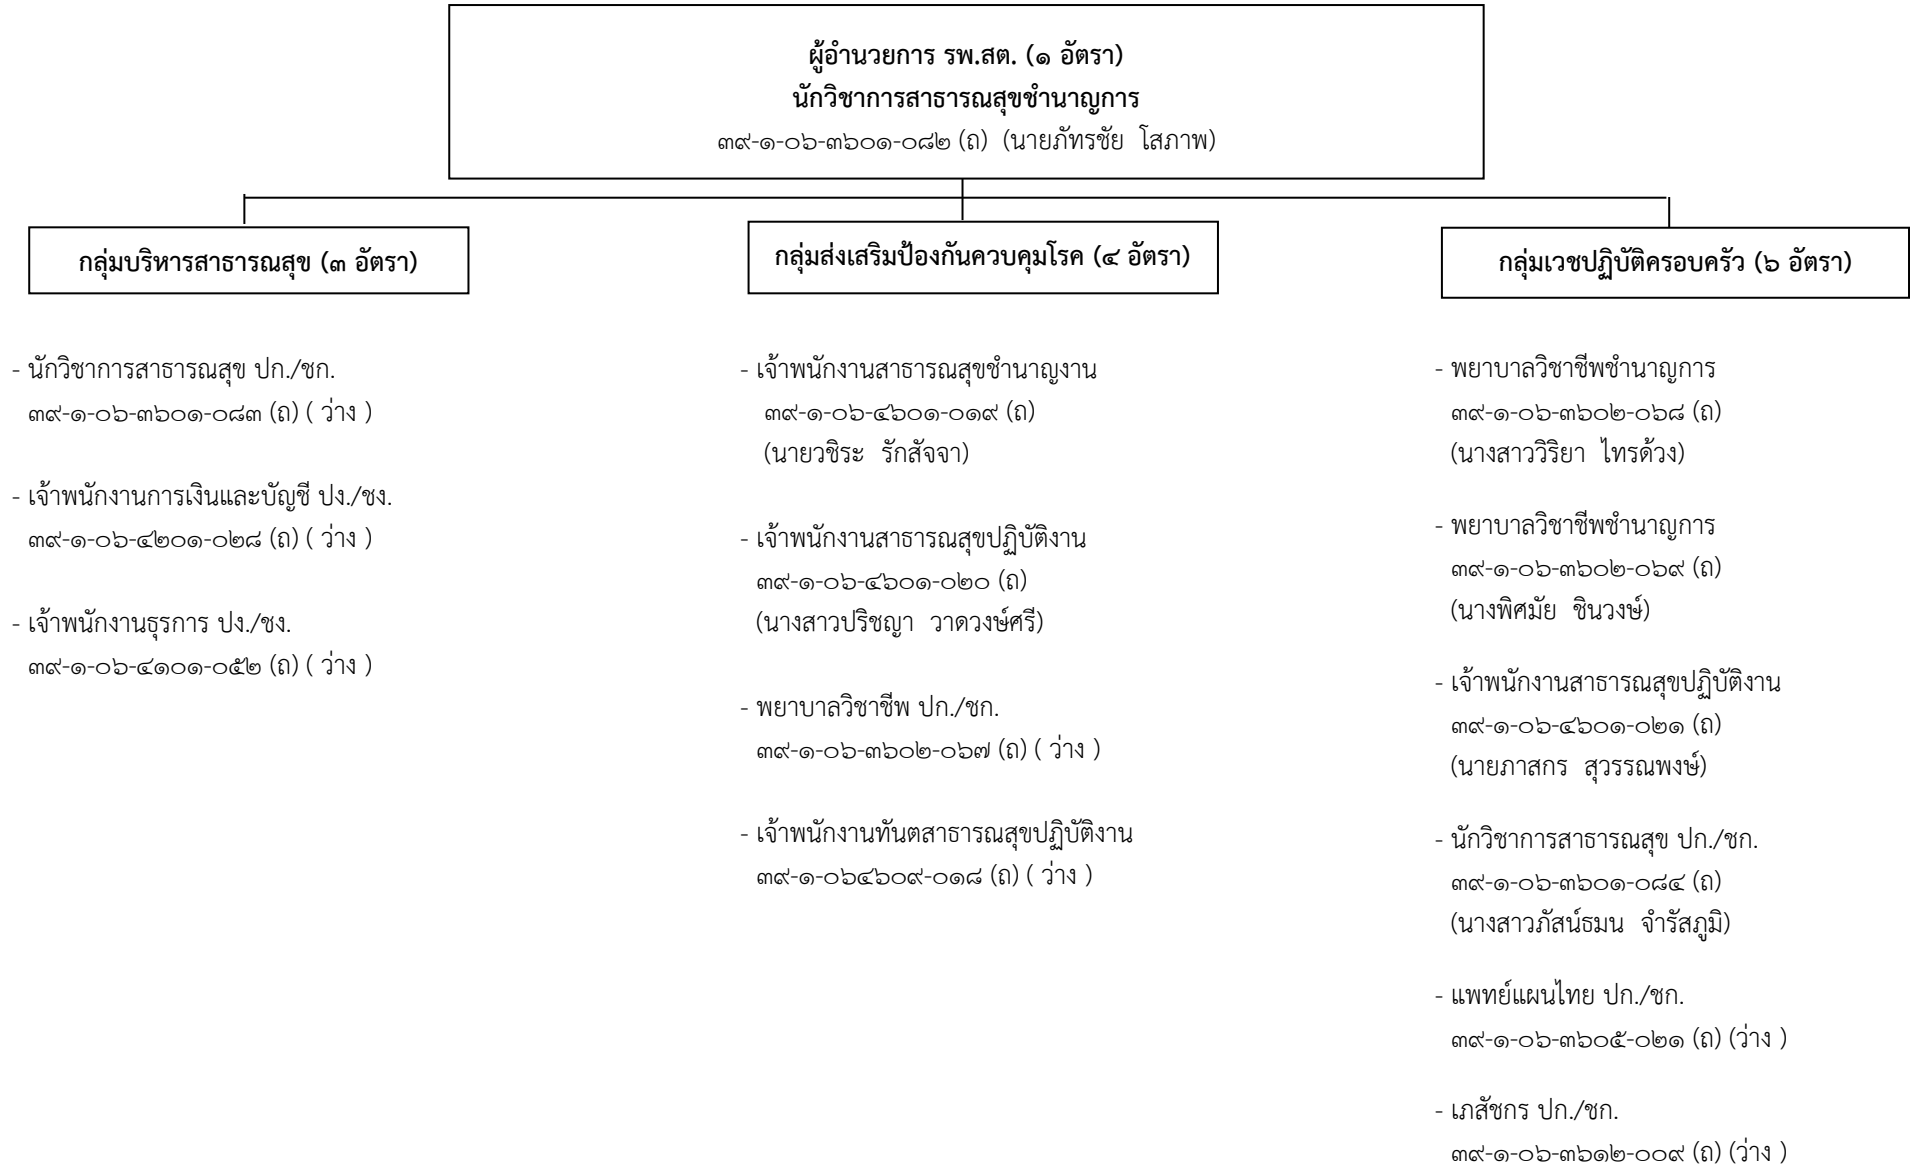 ผู้อำนวยการ รพ.สต. (๑ อัตรา)
นักวิชาการสาธารณสุขชำนาญการ
๓๙-๑-๐๖-๓๖๐๑-๐๘๒ (ถ) (นายภัทรชัย โสภาพ)
กลุ่มบริหารสาธารณสุข (๓ อัตรา)
- นักวิชาการสาธารณสุข ปก./ชก.
๓๙-๑-๐๖-๓๖๐๑-๐๘๓ (ถ) ( ว่าง )
- เจ้าพนักงานการเงินและบัญชี ปง./ชง.
๓๙-๑-๐๖-๔๒๐๑-๐๒๘ (ถ) ( ว่าง )
- เจ้าพนักงานธุรการ ปง./ชง.
๓๙-๑-๐๖-๔๑๐๑-๐๕๒ (ถ) ( ว่าง )
กลุ่มส่งเสริมป้องกันควบคุมโรค (๔ อัตรา)
- เจ้าพนักงานสาธารณสุขชำนาญงาน
๓๙-๑-๐๖-๔๖๐๑-๐๑๙ (ถ)
(นายวชิระ รักสัจจา)
- เจ้าพนักงานสาธารณสุขปฏิบัติงาน
๓๙-๑-๐๖-๔๖๐๑-๐๒๐ (ถ)
(นางสาวปริชญา วาดวงษ์ศรี)
- พยาบาลวิชาชีพ ปก./ชก.
๓๙-๑-๐๖-๓๖๐๒-๐๖๗ (ถ) ( ว่าง )
- เจ้าพนักงานทันตสาธารณสุขปฏิบัติงาน
๓๙-๑-๐๖๔๖๐๙-๐๑๘ (ถ) ( ว่าง )
กลุ่มเวชปฏิบัติครอบครัว (๖ อัตรา)
- พยาบาลวิชาชีพชำนาญการ
๓๙-๑-๐๖-๓๖๐๒-๐๖๘ (ถ)
(นางสาววิริยา ไทรด้วง)
- พยาบาลวิชาชีพชำนาญการ
๓๙-๑-๐๖-๓๖๐๒-๐๖๙ (ถ)
(นางพิศมัย ชินวงษ์)
- เจ้าพนักงานสาธารณสุขปฏิบัติงาน
๓๙-๑-๐๖-๔๖๐๑-๐๒๑ (ถ)
(นายภาสกร สุวรรณพงษ์)
- นักวิชาการสาธารณสุข ปก./ชก.
๓๙-๑-๐๖-๓๖๐๑-๐๘๔ (ถ)
(นางสาวภัสน์ธมน จำรัสภูมิ)
- แพทย์แผนไทย ปก./ชก.
๓๙-๑-๐๖-๓๖๐๕-๐๒๑ (ถ) (ว่าง )
- เภสัชกร ปก./ชก.
๓๙-๑-๐๖-๓๖๑๒-๐๐๙ (ถ) (ว่าง )